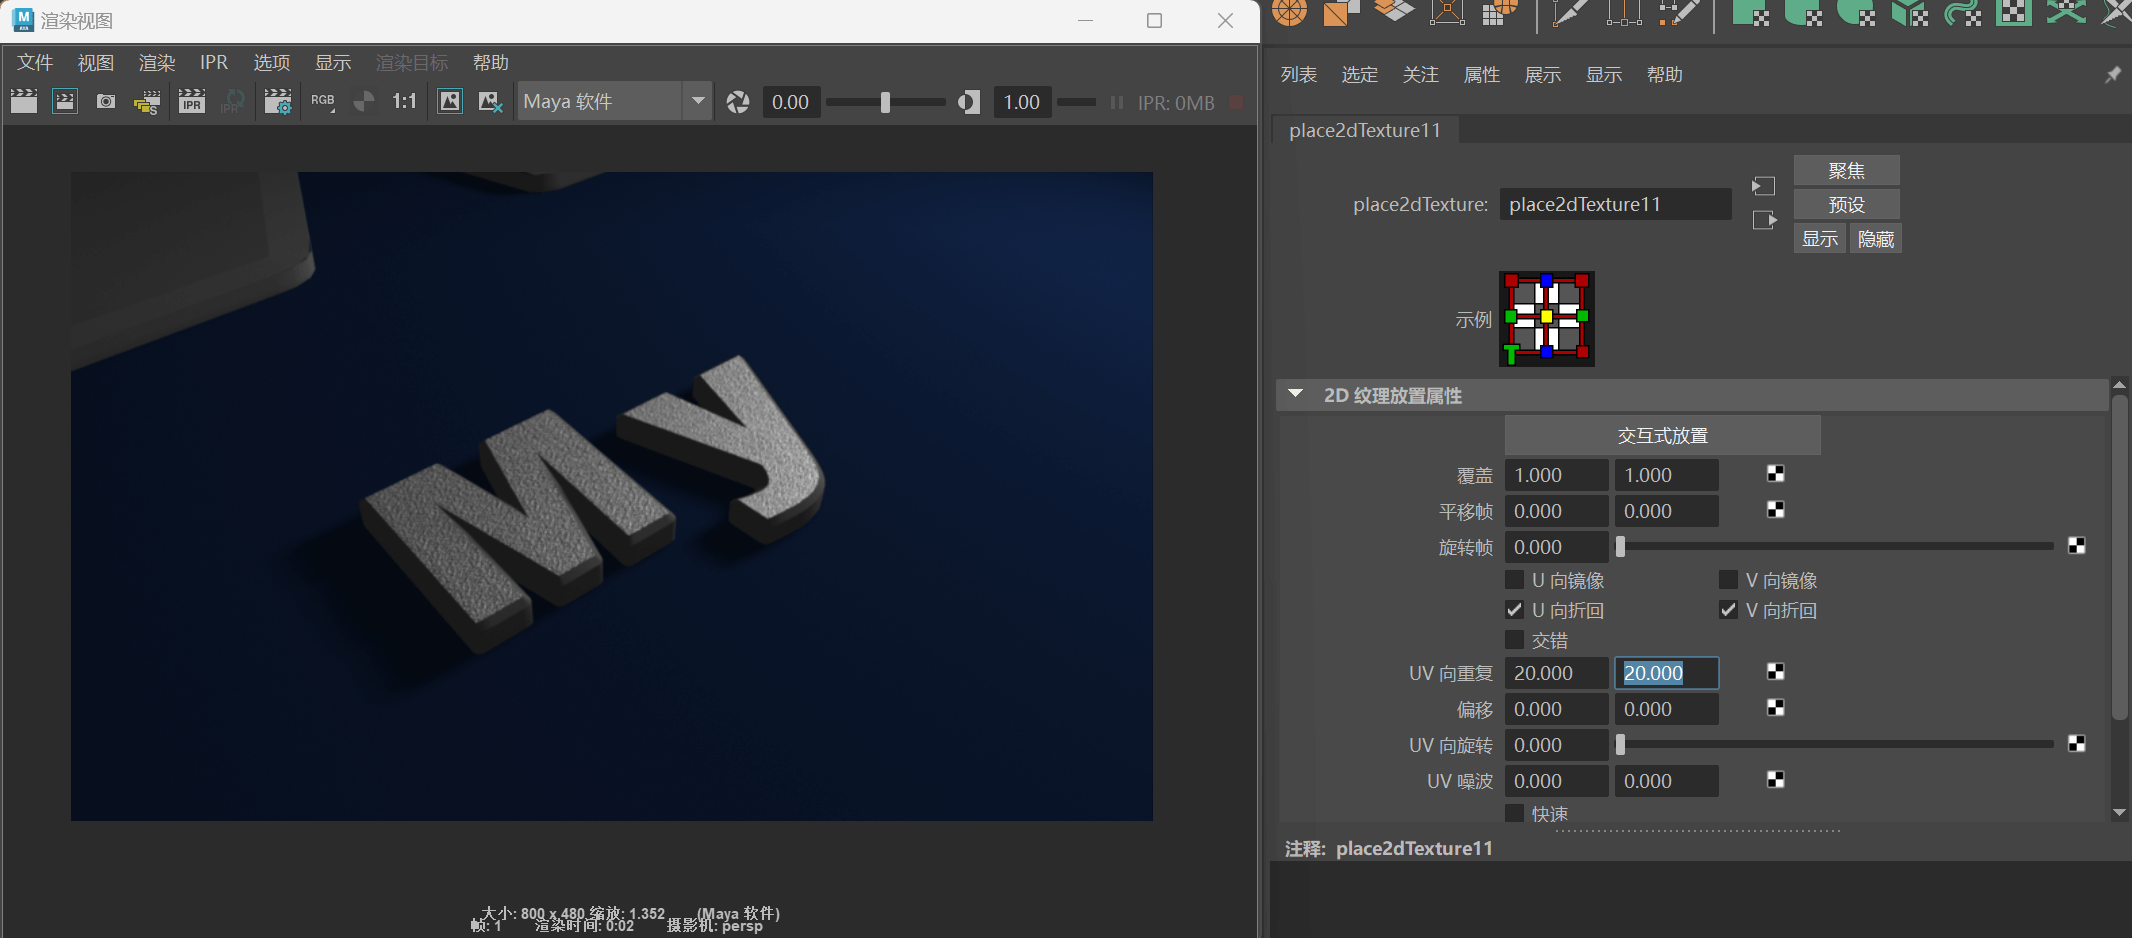 渲染视图
文件 视图 渲染 IPR 选项 显示 渲染目标 帮助
IPR IPR RGB 1:1 Maya 软件 0.00 1.00 IPR: 0MB
My
大小: 800 x 480 缩放: 1.352 (Maya 软件)
帧: 1 渲染时间: 0:02 摄影机: persp
列表 选定 关注 属性 展示 显示 帮助
place2dTexture11
place2dTexture: place2dTexture11
聚焦
预设
显示 隐藏
示例
2D 纹理放置属性
交互式放置
覆盖 1.000 1.000
平移帧 0.000 0.000
旋转帧 0.000
U 向镜像 V 向镜像
U 向折回 V 向折回
交错
UV 向重复 20.000 20.000
偏移 0.000 0.000
UV 向旋转 0.000
UV 噪波 0.000 0.000
快速
注释: place2dTexture11